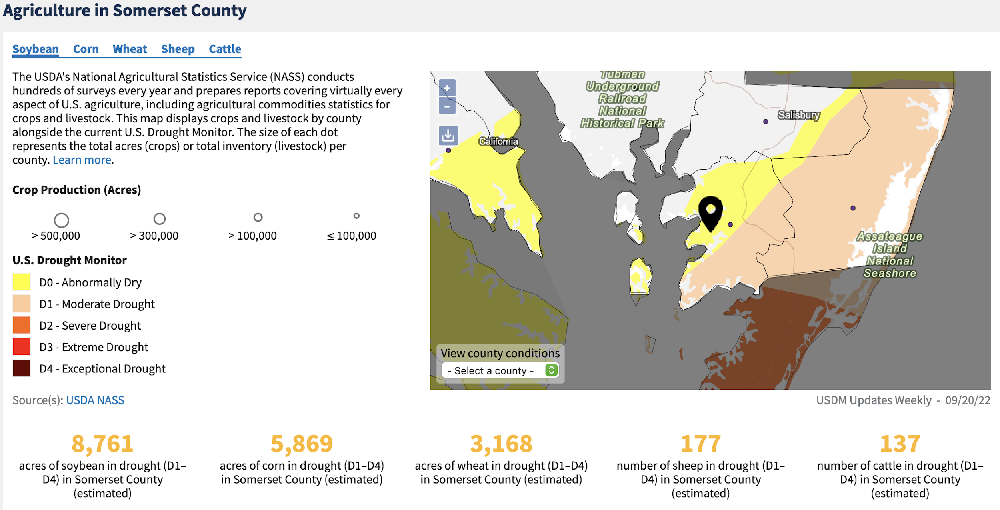 Agriculture in Somerset County
Soybean Corn Wheat Sheep Cattle
The USDA's National Agricultural Statistics Service (NASS) conducts
hundreds of surveys every year and prepares reports covering virtually every
aspect of U.S. agriculture, including agricultural commodities statistics for
crops and livestock. This map displays crops and livestock by county
alongside the current U.S. Drought Monitor. The size of each dot
represents the total acres (crops) or total inventory (livestock) per
county. Learn more.
Crop Production (Acres)
> 500,000 > 300,000 > 100,000 ≤ 100,000
U.S. Drought Monitor
D0 - Abnormally Dry
D1 - Moderate Drought
D2 - Severe Drought
D3 - Extreme Drought
D4 - Exceptional Drought
Source(s): USDA NASS
+
−
Tubman
Underground
Railroad
National
Historical Park
Salisbury
California
Assateague
Island
National
Seashore
View county conditions
- Select a county -
USDM Updates Weekly - 09/20/22
8,761
acres of soybean in drought (D1–
D4) in Somerset County
(estimated)
5,869
acres of corn in drought (D1–D4)
in Somerset County (estimated)
3,168
acres of wheat in drought (D1–D4)
in Somerset County (estimated)
177
number of sheep in drought (D1–
D4) in Somerset County
(estimated)
137
number of cattle in drought (D1–
D4) in Somerset County
(estimated)